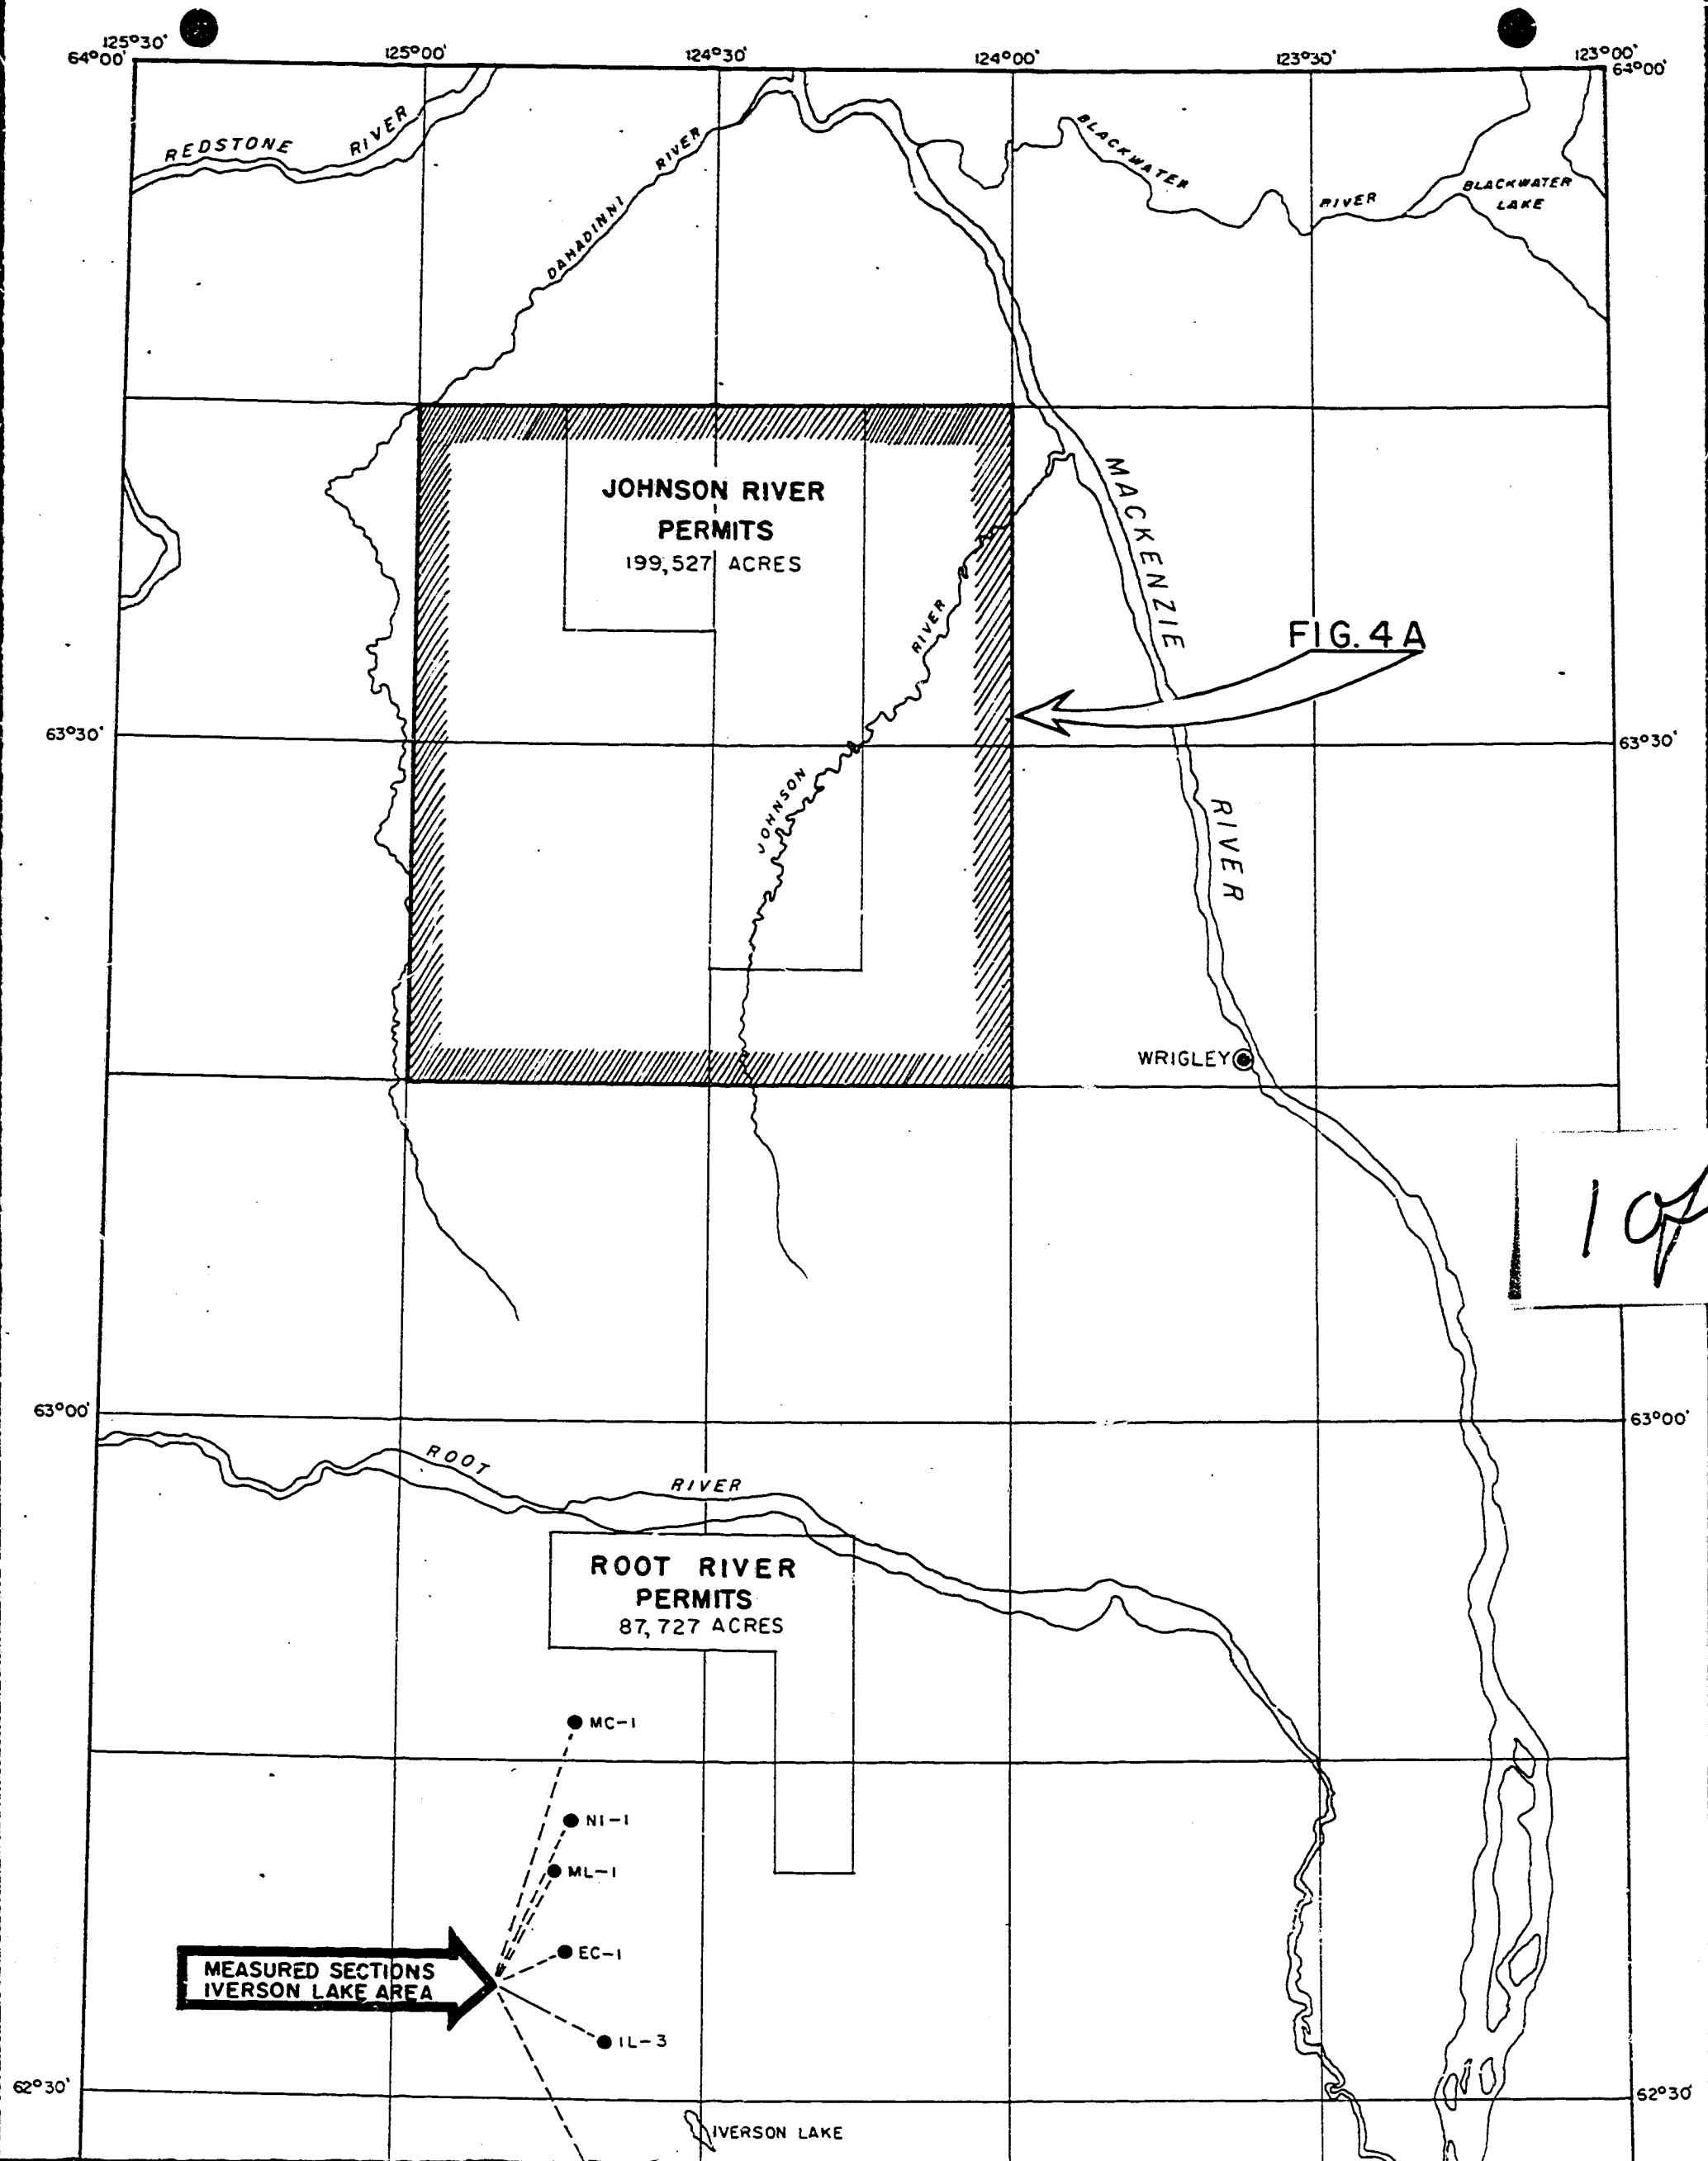 125°30'
125°00'
124°30'
124°00'
123°30'
123°00'
64°00'
64°00'
REDSTONE RIVER
DAHADINNI RIVER
BLACKWATER RIVER
BLACKWATER
LAKE
JOHNSON RIVER
PERMITS
199,527 ACRES
MACKENZIE RIVER
FIG. 4A
JOHNSON RIVER
63°30'
63°30'
WRIGLEY
1 of
63°00'
63°00'
ROOT RIVER
ROOT RIVER
PERMITS
87,727 ACRES
MC-1
NI-1
ML-1
EC-1
IL-3
MEASURED SECTIONS
IVERSON LAKE AREA
62°30'
62°30'
IVERSON LAKE